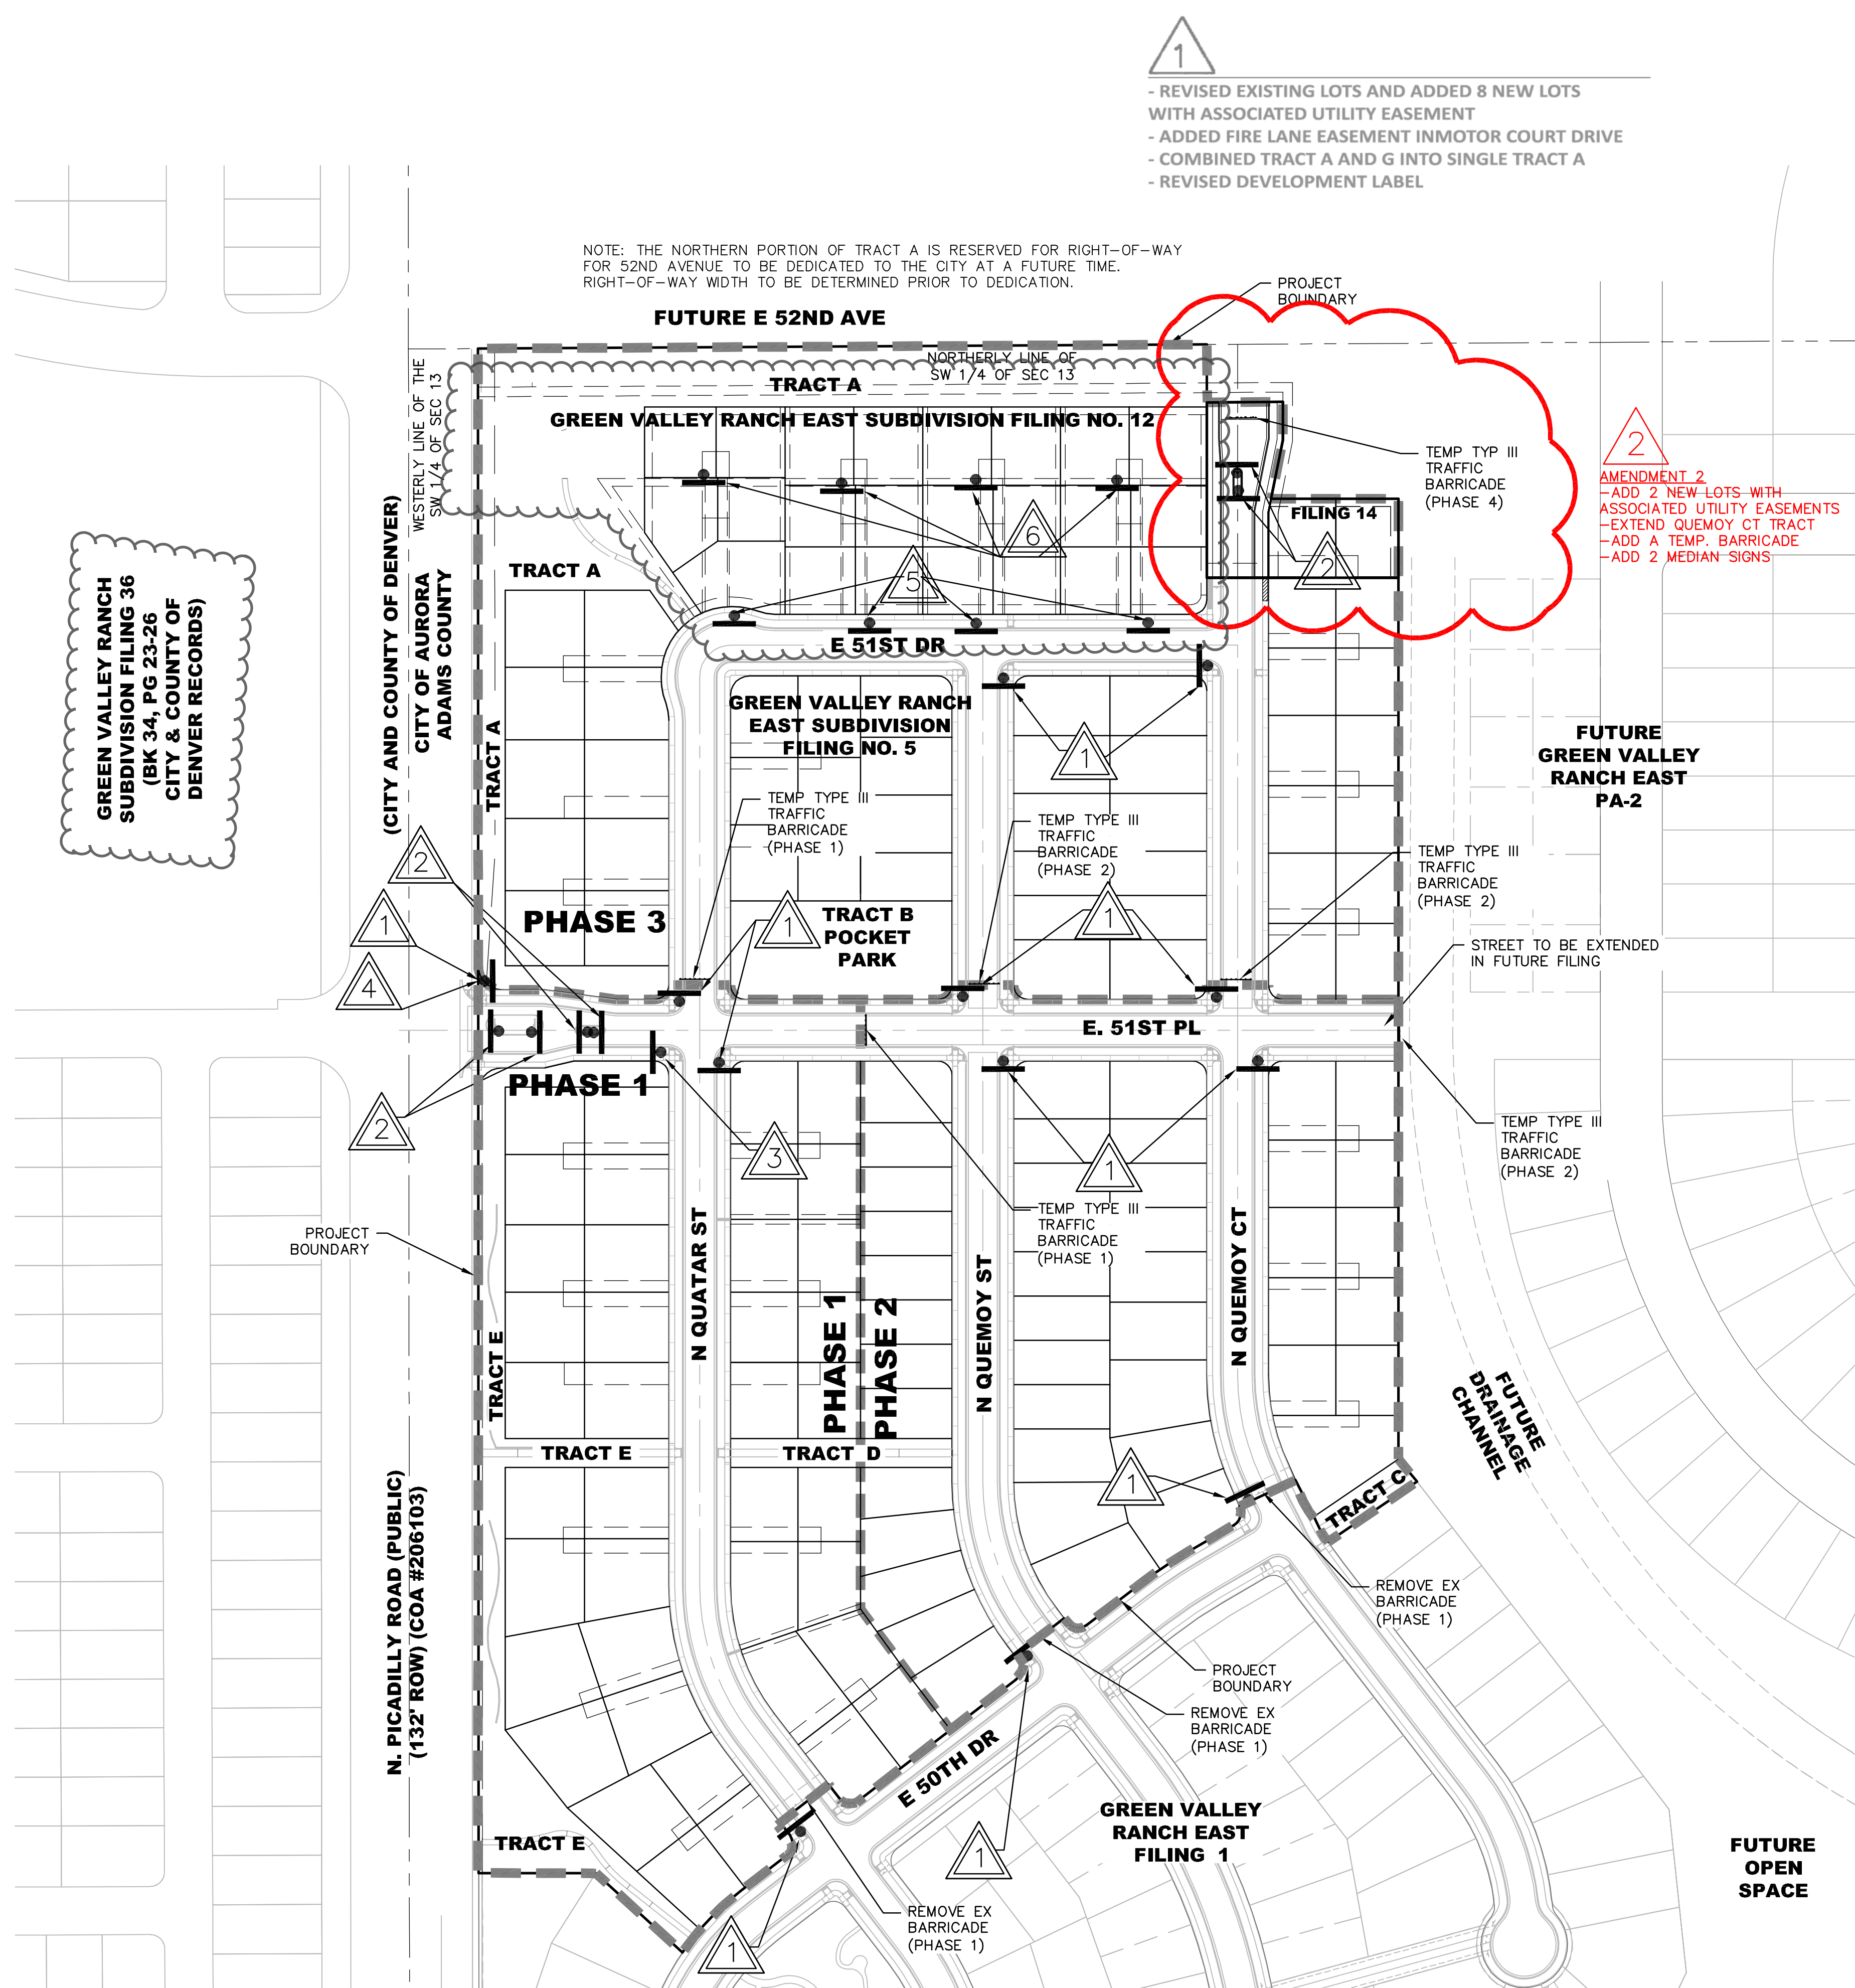 1
- REVISED EXISTING LOTS AND ADDED 8 NEW LOTS
WITH ASSOCIATED UTILITY EASEMENT
- ADDED FIRE LANE EASEMENT INMOTOR COURT DRIVE
- COMBINED TRACT A AND G INTO SINGLE TRACT A
- REVISED DEVELOPMENT LABEL
NOTE: THE NORTHERN PORTION OF TRACT A IS RESERVED FOR RIGHT-OF-WAY
FOR 52ND AVENUE TO BE DEDICATED TO THE CITY AT A FUTURE TIME.
RIGHT-OF-WAY WIDTH TO BE DETERMINED PRIOR TO DEDICATION.
PROJECT
BOUNDARY
FUTURE E 52ND AVE
NORTHERLY LINE OF
SW 1/4 OF SEC 13
WESTERLY LINE OF THE
SW 1/4 OF SEC 13
TRACT A
GREEN VALLEY RANCH EAST SUBDIVISION FILING NO. 12
TEMP TYP III
TRAFFIC
BARRICADE
(PHASE 4)
2
AMENDMENT 2
-ADD 2 NEW LOTS WITH
ASSOCIATED UTILITY EASEMENTS
-EXTEND QUEMOY CT TRACT
-ADD A TEMP. BARRICADE
-ADD 2 MEDIAN SIGNS
FILING 14
6
2
5
TRACT A
GREEN VALLEY RANCH
SUBDIVISION FILING 36
(BK 34, PG 23-26
CITY & COUNTY OF
DENVER RECORDS)
(CITY AND COUNTY OF DENVER)
CITY OF AURORA
ADAMS COUNTY
TRACT A
E 51ST DR
GREEN VALLEY RANCH
EAST SUBDIVISION
FILING NO. 5
1
FUTURE
GREEN VALLEY
RANCH EAST
PA-2
TEMP TYPE III
TRAFFIC
BARRICADE
(PHASE 1)
TEMP TYPE III
TRAFFIC
BARRICADE
(PHASE 2)
TEMP TYPE III
TRAFFIC
BARRICADE
(PHASE 2)
2
1
4
PHASE 3
1
TRACT B
POCKET
PARK
1
STREET TO BE EXTENDED
IN FUTURE FILING
E. 51ST PL
PHASE 1
2
3
1
TEMP TYPE III
TRAFFIC
BARRICADE
(PHASE 2)
TEMP TYPE III
TRAFFIC
BARRICADE
(PHASE 1)
PROJECT
BOUNDARY
TRACT E
N QUATAR ST
PHASE 1
PHASE 2
N QUEMOY ST
N QUEMOY CT
FUTURE
DRAINAGE
CHANNEL
TRACT E
TRACT D
1
TRACT C
N. PICADILLY ROAD (PUBLIC)
(132' ROW) (COA #206103)
REMOVE EX
BARRICADE
(PHASE 1)
PROJECT
BOUNDARY
REMOVE EX
BARRICADE
(PHASE 1)
E 50TH DR
TRACT E
1
GREEN VALLEY
RANCH EAST
FILING 1
FUTURE
OPEN
SPACE
REMOVE EX
BARRICADE
(PHASE 1)
1